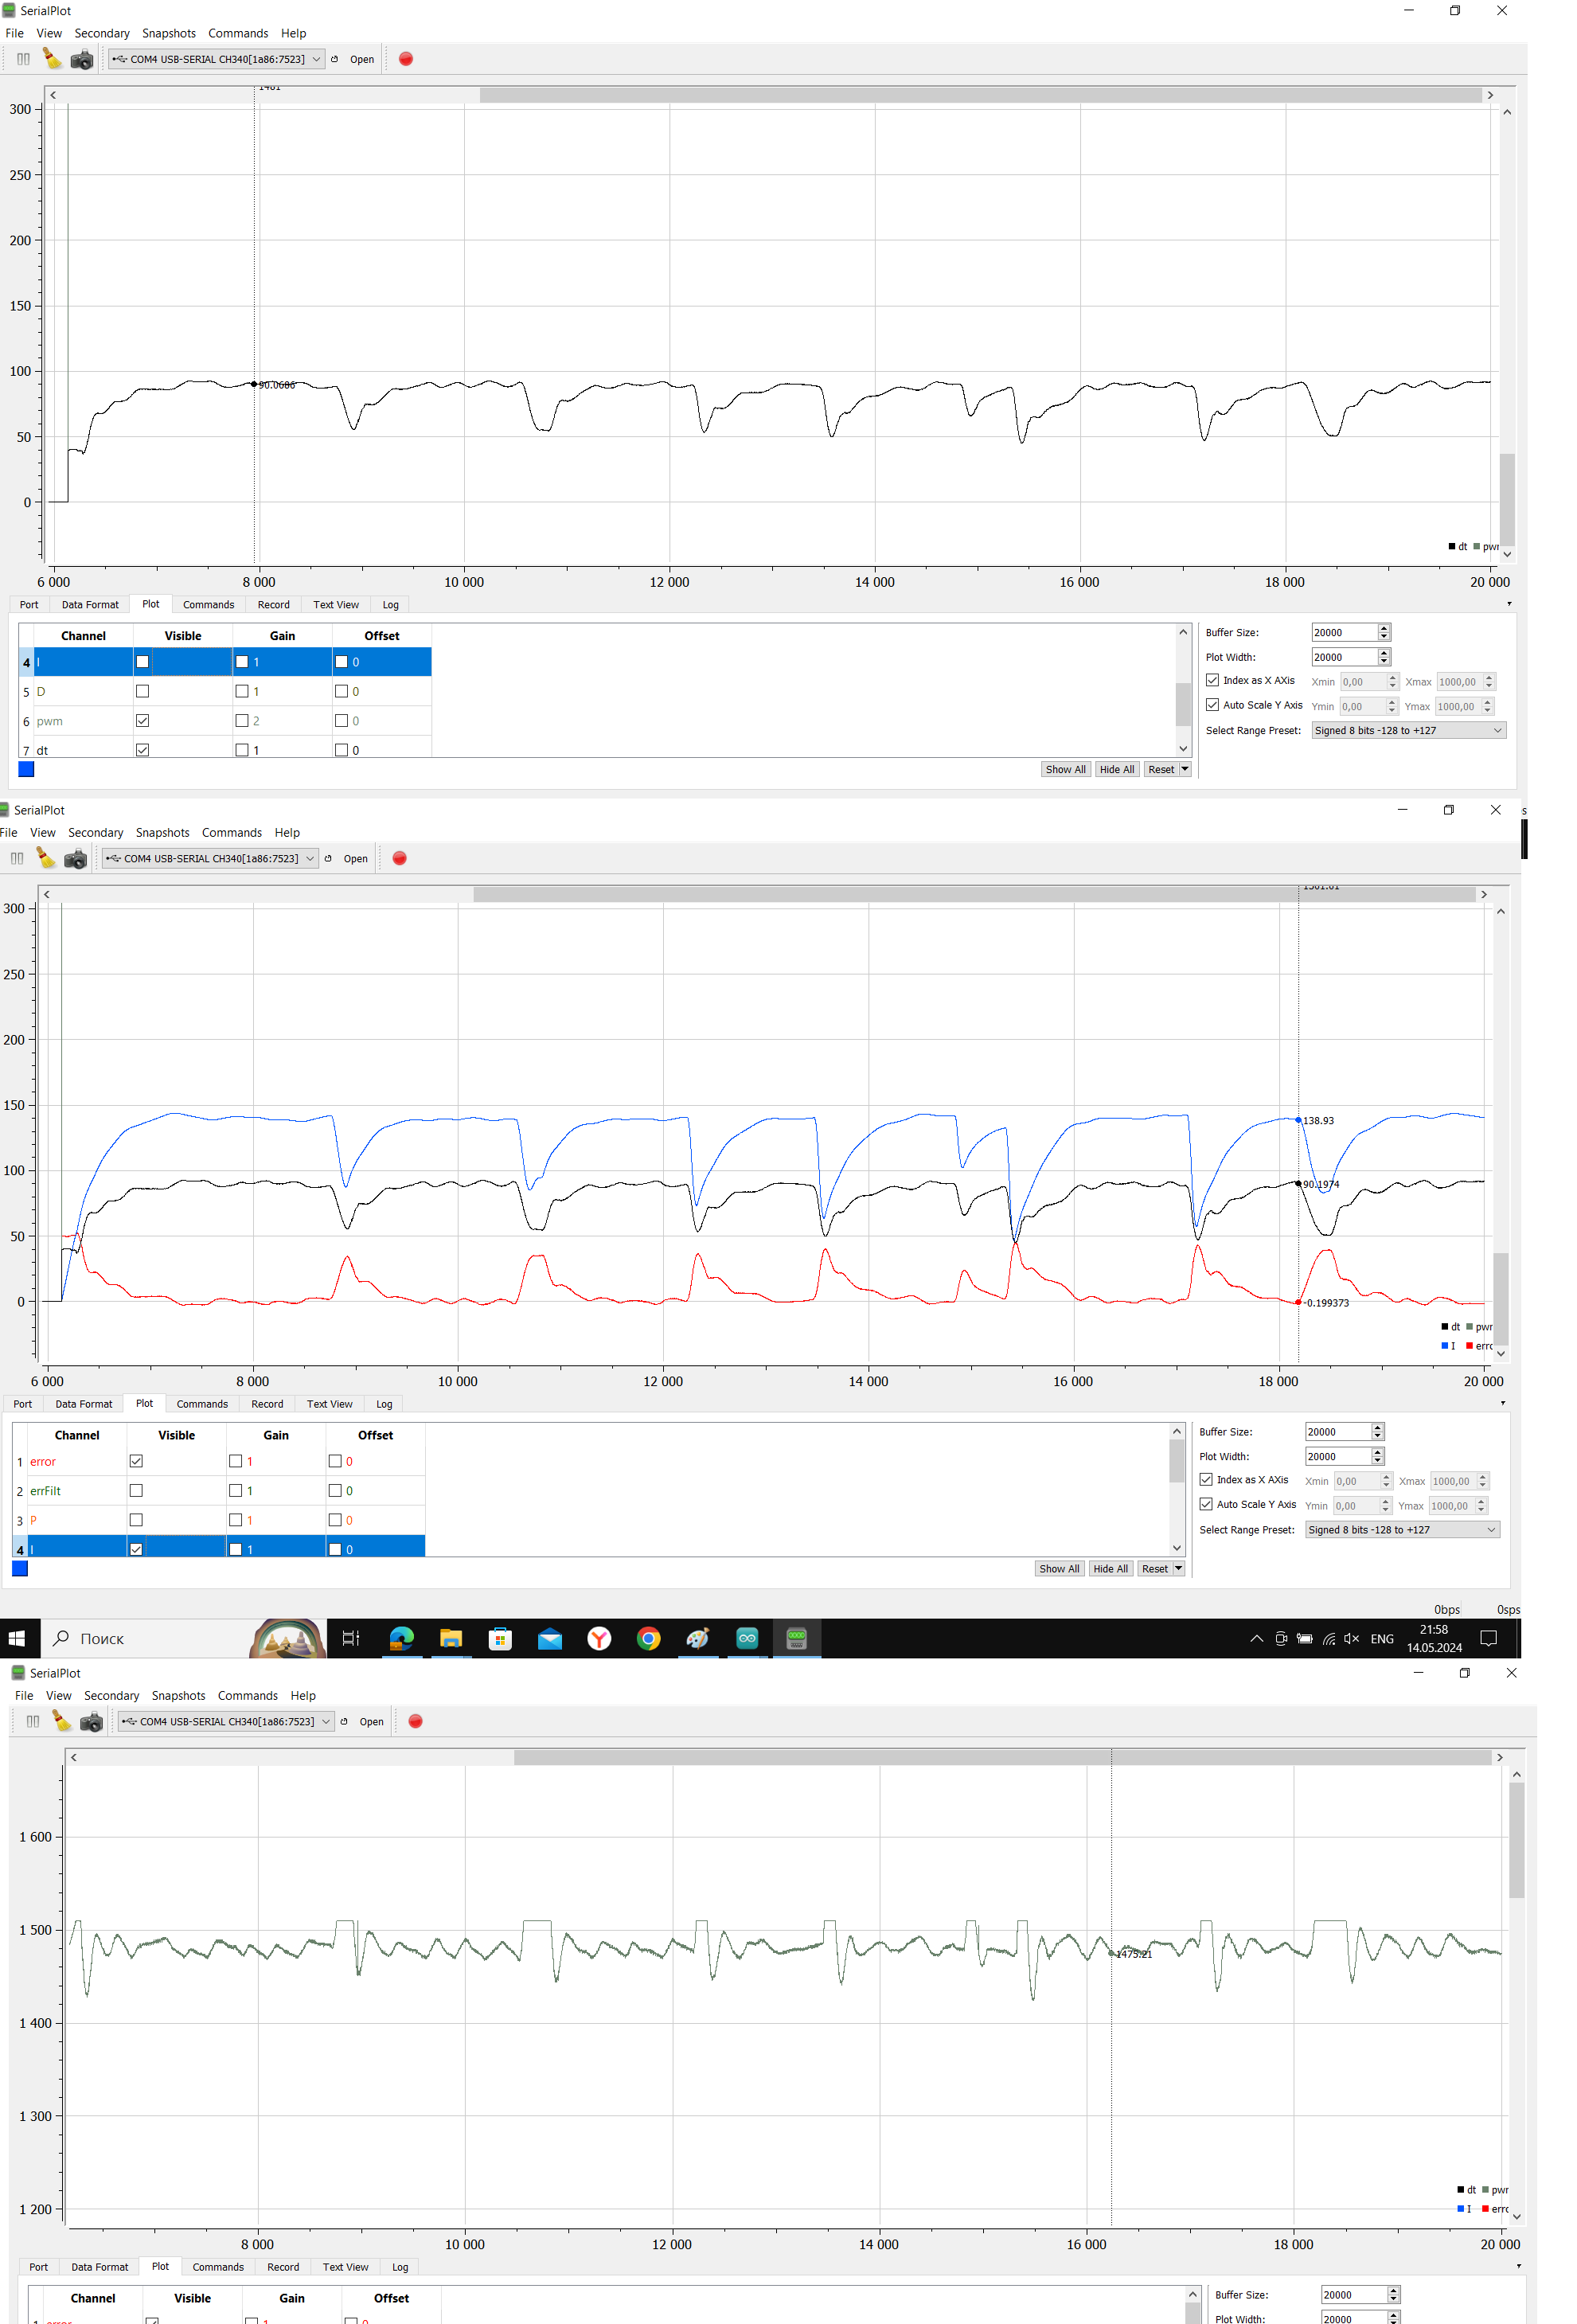 SerialPlot
File View Secondary Snapshots Commands Help
COM4 USB-SERIAL CH340[1a86:7523] Open
1481
300
250
200
150
100
90.0686
50
0
dt pwr
6 000 8 000 10 000 12 000 14 000 16 000 18 000 20 000
Port Data Format Plot Commands Record Text View Log
Channel Visible Gain Offset
4 I 1 0
5 D 1 0
6 pwm 2 0
7 dt 1 0
Buffer Size: 20000
Plot Width: 20000
Index as X AXis Xmin 0,00 Xmax 1000,00
Auto Scale Y Axis Ymin 0,00 Ymax 1000,00
Select Range Preset: Signed 8 bits -128 to +127
Show All Hide All Reset
SerialPlot
File View Secondary Snapshots Commands Help
COM4 USB-SERIAL CH340[1a86:7523] Open
300
250
200
150
138.93
100
90.1974
50
0
-0.199373
dt pwr
I errc
6 000 8 000 10 000 12 000 14 000 16 000 18 000 20 000
Port Data Format Plot Commands Record Text View Log
Channel Visible Gain Offset
1 error 1 0
2 errFilt 1 0
3 P 1 0
4 I 1 0
Buffer Size: 20000
Plot Width: 20000
Index as X AXis Xmin 0,00 Xmax 1000,00
Auto Scale Y Axis Ymin 0,00 Ymax 1000,00
Select Range Preset: Signed 8 bits -128 to +127
Show All Hide All Reset
0bps 0sps
Поиск
ENG
21:58
14.05.2024
SerialPlot
File View Secondary Snapshots Commands Help
COM4 USB-SERIAL CH340[1a86:7523] Open
1 600
1 500
1475.21
1 400
1 300
1 200
dt pwr
I errc
8 000 10 000 12 000 14 000 16 000 18 000 20 000
Port Data Format Plot Commands Record Text View Log
Channel Visible Gain Offset
Buffer Size: 20000
Plot Width: 20000